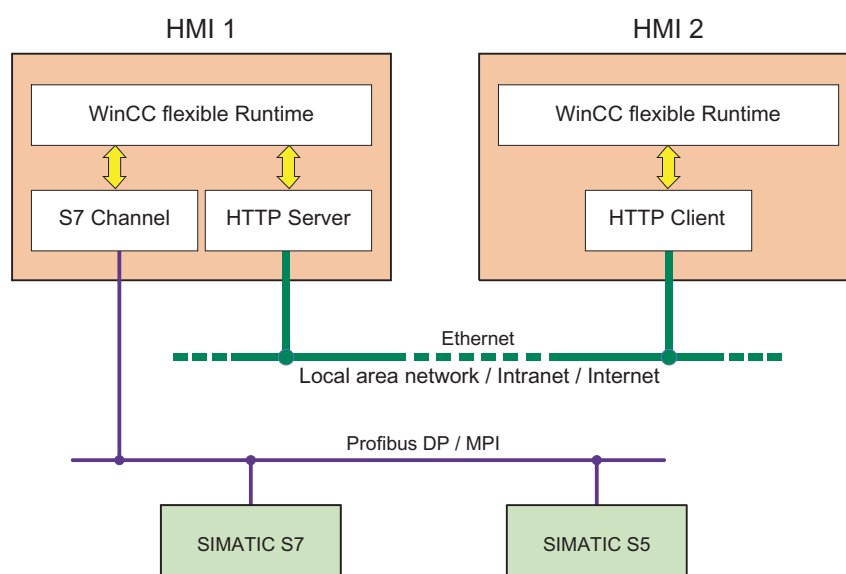 HMI 1
HMI 2
WinCC flexible Runtime
WinCC flexible Runtime
S7 Channel
HTTP Server
HTTP Client
Ethernet
Local area network / Intranet / Internet
Profibus DP / MPI
SIMATIC S7
SIMATIC S5